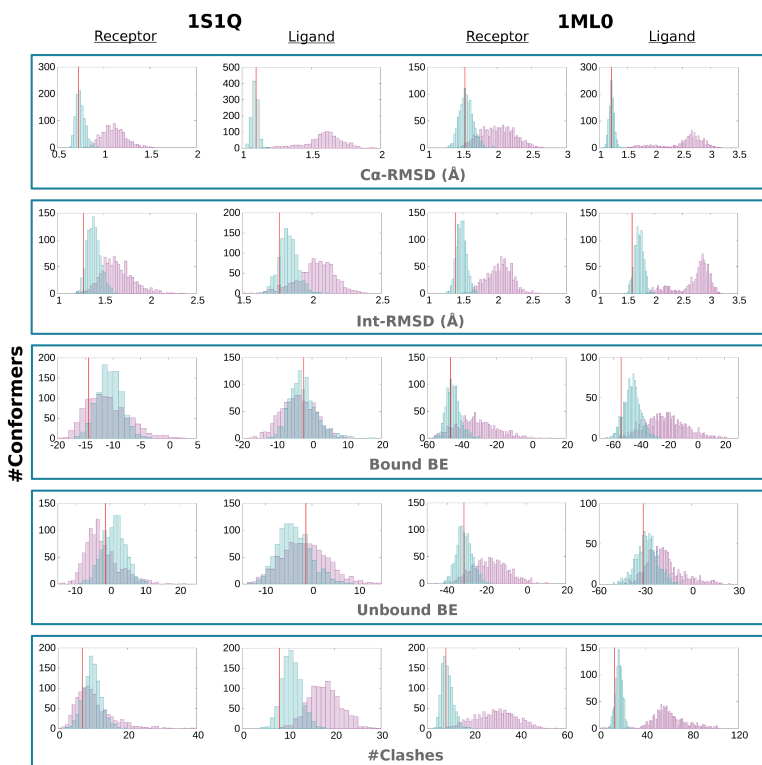 1S1Q 1ML0
Receptor Ligand Receptor Ligand
#Conformers
300 500 150 300
400
200 300 100 200
100 200 50 100
100
0 0 0 0
0.5 1 1.5 2 1 1.5 2 1 1.5 2 2.5 3 1 1.5 2 2.5 3 3.5
Cα-RMSD (Å)
150 200 150 150
100 150 100 100
50 100 50 50
50
0 0 0 0
1 1.5 2 2.5 1.5 2 2.5 1 1.5 2 2.5 3 1 1.5 2 2.5 3 3.5
Int-RMSD (Å)
200 150 200 150
150 100 150 100
100 50 100 50
50 50
0 0 0 0
-20 -15 -10 -5 0 5 -20 -10 0 10 20 -60 -40 -20 0 20 -60 -30 0 30
Bound BE
150 150 150 100
100 100 100
50 50 50 50
0 0 0 0
-10 0 10 20 -10 0 10 -40 -20 0 20 -60 -30 0 30
Unbound BE
200 200 200 150
150 150 150 100
100 100 100 50
50 50 50
0 0 0 0
0 20 40 0 10 20 30 0 20 40 60 0 40 80 120
#Clashes